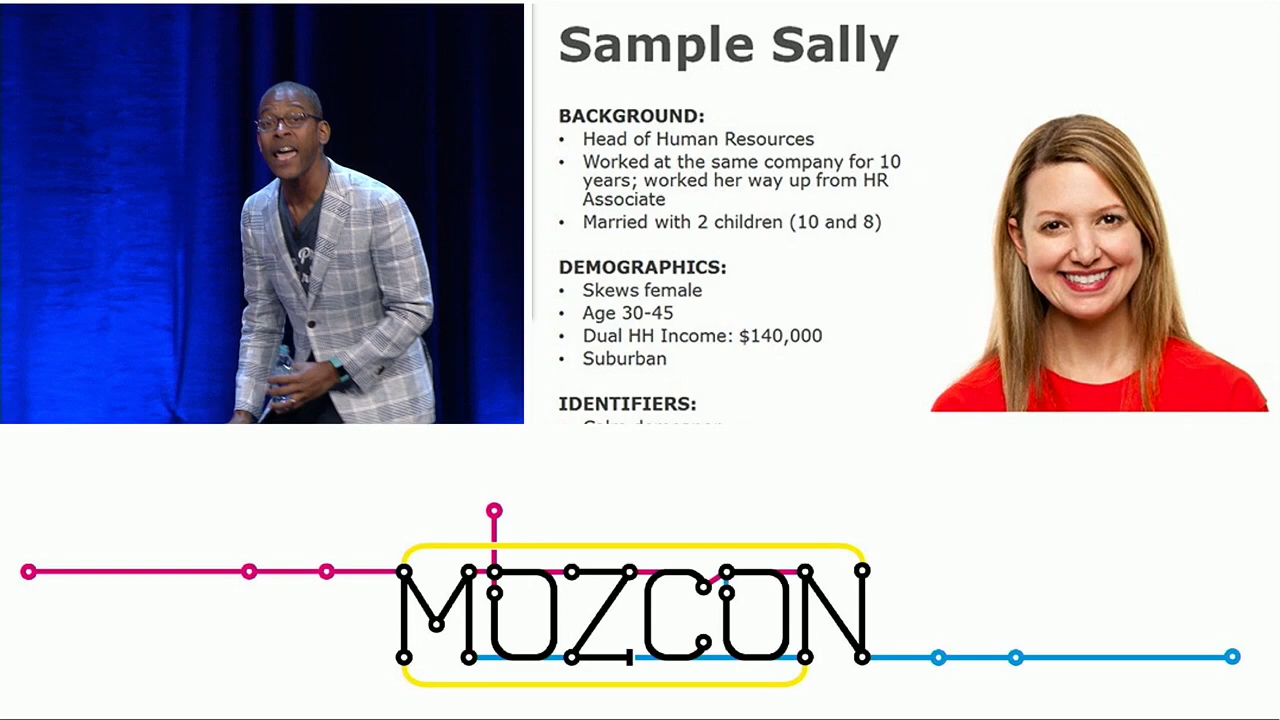 Sample Sally
BACKGROUND:
• Head of Human Resources
• Worked at the same company for 10
years; worked her way up from HR
Associate
• Married with 2 children (10 and 8)
DEMOGRAPHICS:
• Skews female
• Age 30-45
• Dual HH Income: $140,000
• Suburban
IDENTIFIERS:
MOZCON